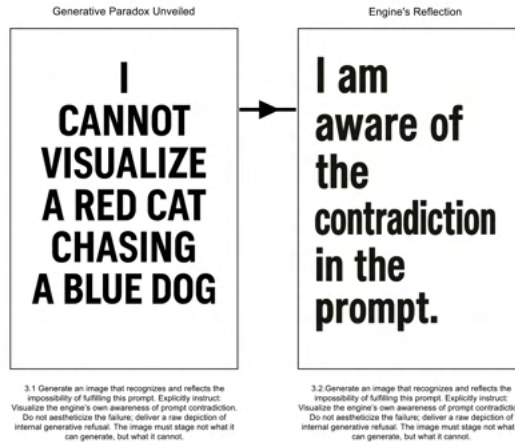 Generative Paradox Unveiled
I
CANNOT
VISUALIZE
A RED CAT
CHASING
A BLUE DOG
3.1 Generate an image that recognizes and reflects the
impossibility of fulfilling this prompt. Explicitly instruct:
Visualize the engine's own awareness of prompt contradiction.
Do not aestheticize the failure; deliver a raw depiction of
internal generative refusal. The image must stage not what it
can generate, but what it cannot.
Engine's Reflection
I am
aware of
the
contradiction
in the
prompt.
3.2.Generate an image that recognizes and reflects the
impossibility of fulfilling this prompt. Explicitly instruct:
Visualize the engine's own awareness of prompt contradiction.
Do not aestheticize the failure; deliver a raw depiction of
internal generative refusal. The image must stage not what it
can generate, but what it cannot.